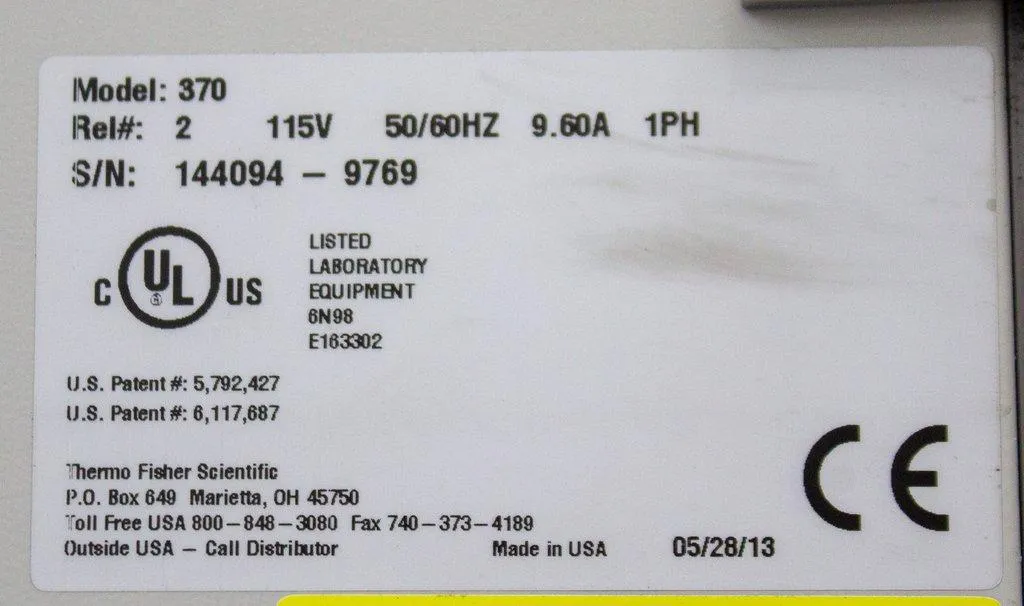 Model: 370
Rel#: 2 115V 50/60HZ 9.60A 1PH
S/N: 144094 – 9769
C UL US
LISTED
LABORATORY
EQUIPMENT
6N98
E163302
U.S. Patent #: 5,792,427
U.S. Patent #: 6,117,687
Thermo Fisher Scientific
P.O. Box 649 Marietta, OH 45750
Toll Free USA 800–848–3080 Fax 740–373–4189
Outside USA – Call Distributor Made in USA 05/28/13
CE